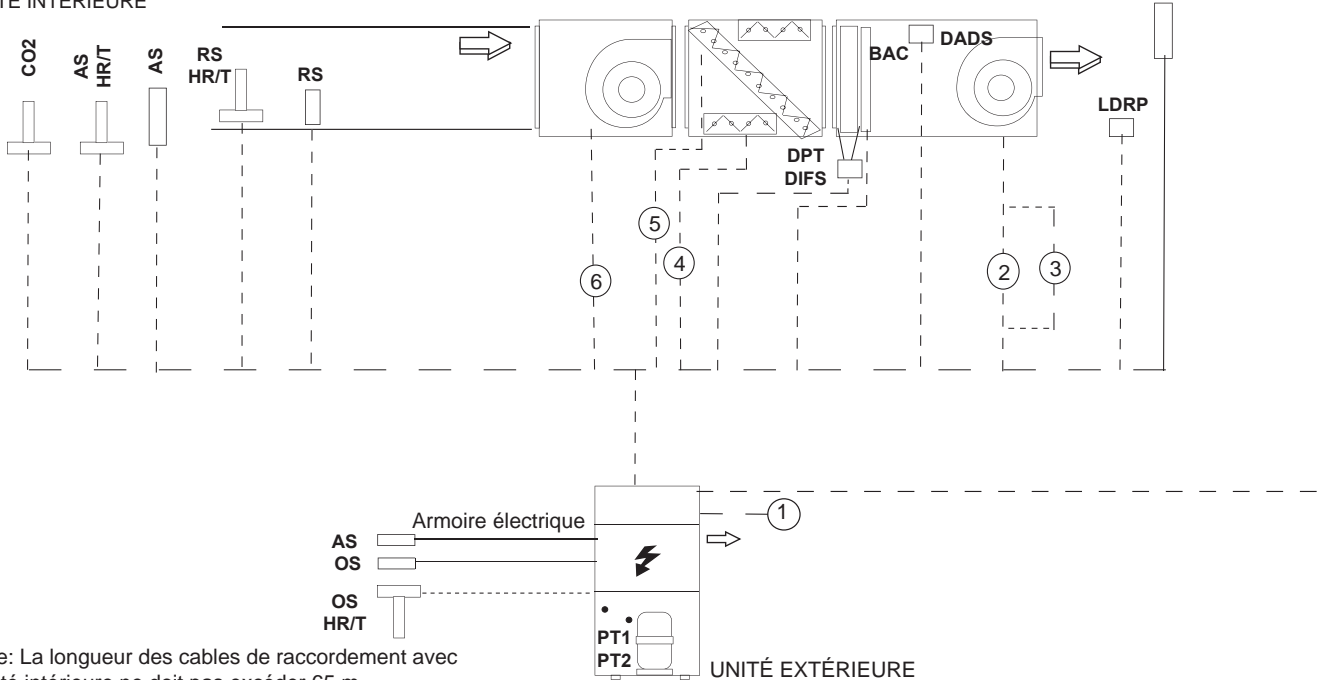 UNITÉ INTÉRIEURE
CO2
AS
HR/T
AS
RS
HR/T
RS
BAC
DADS
LDRP
DPT
DIFS
5
4
6
2
3
1
Armoire électrique
AS
OS
OS
HR/T
PT1
PT2
UNITÉ EXTÉRIEURE
e: La longueur des cables de raccordement avec
té intérieure ne doit pas excéder 65 m